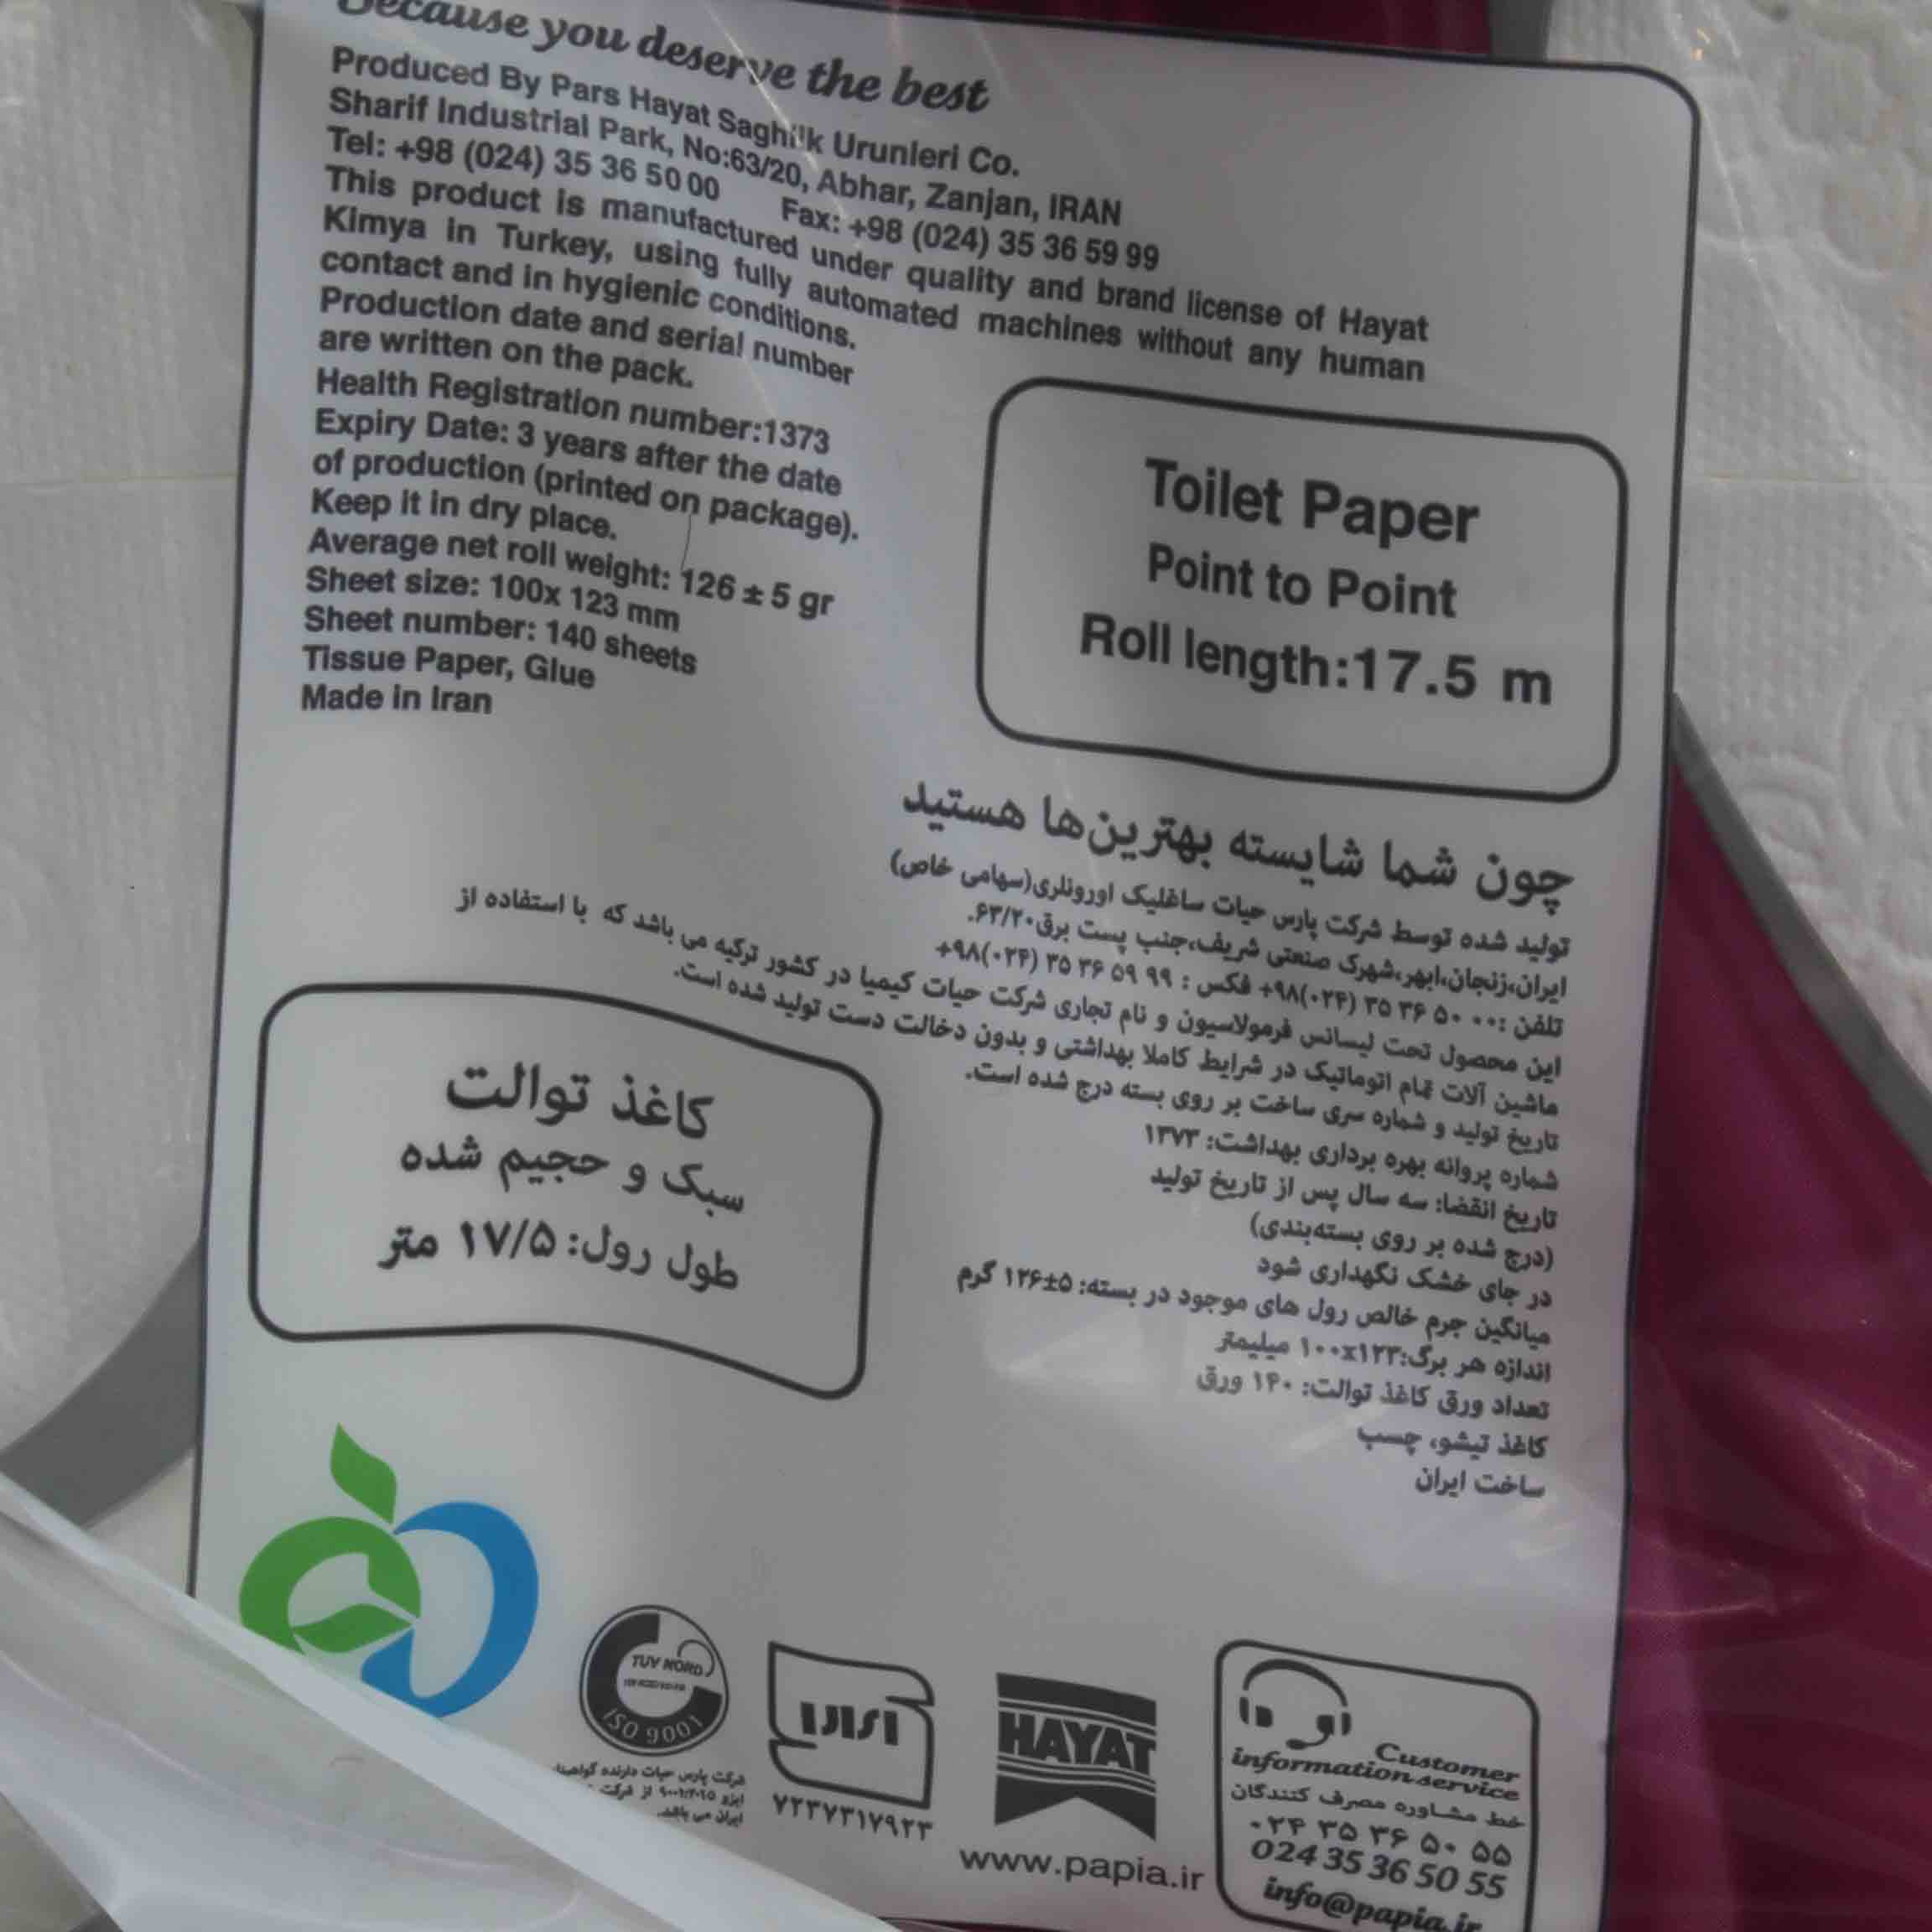 Because you deserve the best
Produced By Pars Hayat Saghlik Urunleri Co.
Sharif Industrial Park, No:63/20, Abhar, Zanjan, IRAN
Tel: +98 (024) 35 36 50 00 Fax: +98 (024) 35 36 59 99
This product is manufactured under quality and brand license of Hayat
Kimya in Turkey, using fully automated machines without any human
contact and in hygienic conditions.
Production date and serial number
are written on the pack.
Health Registration number:1373
Expiry Date: 3 years after the date
of production (printed on package).
Keep it in dry place.
Average net roll weight: 126 ± 5 gr
Sheet size: 100x 123 mm
Sheet number: 140 sheets
Tissue Paper, Glue
Made in Iran
Toilet Paper
Point to Point
Roll length:17.5 m
چون شما شایسته بهترین‌ها هستید
تولید شده توسط شرکت پارس حیات ساغلیک اورونلری(سهامی خاص)
ایران،زنجان،ابهر،شهرک صنعتی شریف،جنب پست برق۶۳/۲۰.
تلفن :۰۰ ۵۰ ۳۶ ۳۵ (۰۲۴)۹۸+ فکس : ۹۹ ۵۹ ۳۶ ۳۵ (۰۲۴)۹۸+
این محصول تحت لیسانس فرمولاسیون و نام تجاری شرکت حیات کیمیا در کشور ترکیه می باشد که با استفاده از
ماشین آلات تمام اتوماتیک در شرایط کاملا بهداشتی و بدون دخالت دست تولید شده است.
تاریخ تولید و شماره سری ساخت بر روی بسته درج شده است.
شماره پروانه بهره برداری بهداشت: ۱۳۷۳
تاریخ انقضا: سه سال پس از تاریخ تولید
(درج شده بر روی بسته‌بندی)
در جای خشک نگهداری شود
میانگین جرم خالص رول های موجود در بسته: ۵±۱۲۶ گرم
اندازه هر برگ:۱۰۰x۱۲۳ میلیمتر
تعداد ورق کاغذ توالت: ۱۴۰ ورق
کاغذ تیشو، چسب
ساخت ایران
کاغذ توالت
سبک و حجیم شده
طول رول: ۱۷/۵ متر
TUV NORD
ISO 9001
شرکت پارس حیات دارنده گواهینا
ایزو ۹۰۰۱:۲۰۱۵ از شرکت
ایران می باشد.
۷۲۳۷۳۱۷۹۲۳
HAYAT
www.papia.ir
Customer
information service
خط مشاوره مصرف کنندگان
۰۲۴ ۳۵ ۳۶ ۵۰ ۵۵
024 35 36 50 55
info@papia.ir